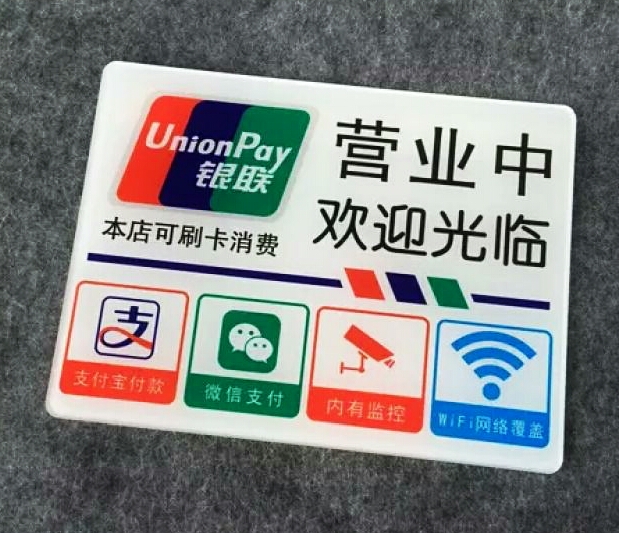 UnionPay
银联
营业中
欢迎光临
本店可刷卡消费
支
支付宝付款
微信支付
内有监控
WiFi网络覆盖